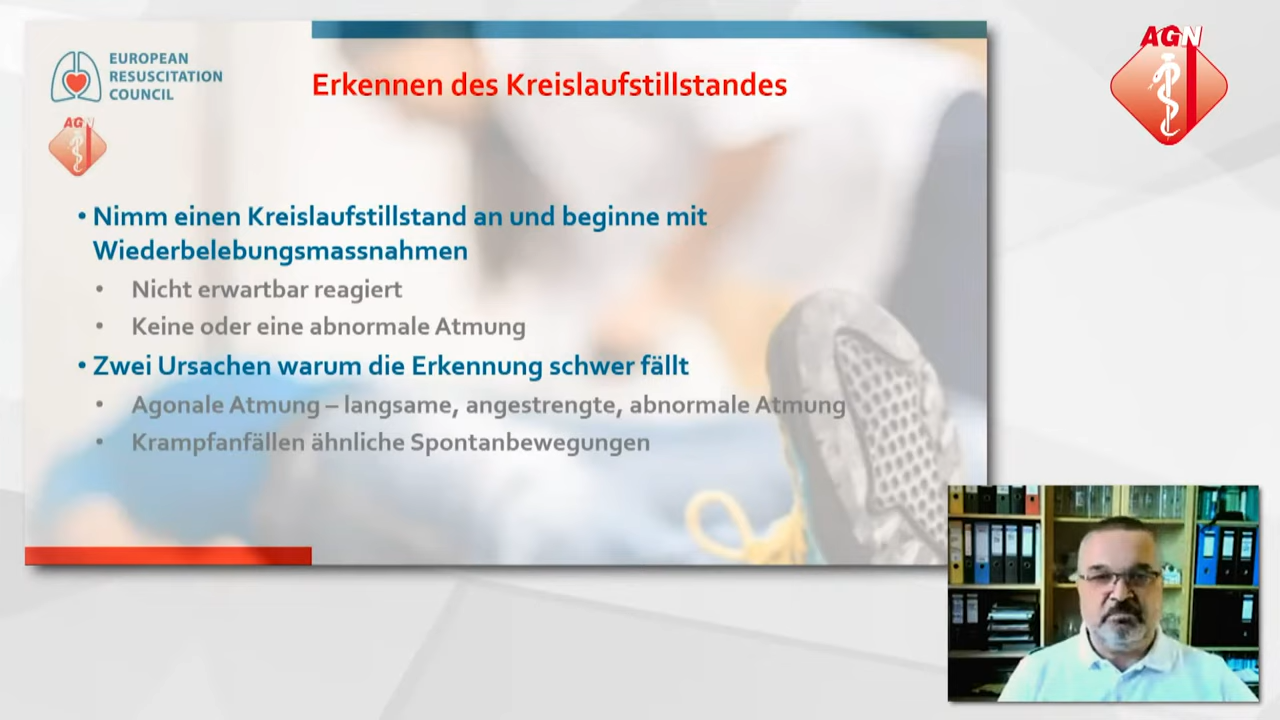 EUROPEAN
RESUSCITATION
COUNCIL
AGN
Erkennen des Kreislaufstillstandes
• Nimm einen Kreislaufstillstand an und beginne mit
Wiederbelebungsmassnahmen
• Nicht erwartbar reagiert
• Keine oder eine abnormale Atmung
• Zwei Ursachen warum die Erkennung schwer fällt
• Agonale Atmung – langsame, angestrengte, abnormale Atmung
• Krampfanfällen ähnliche Spontanbewegungen
AGN